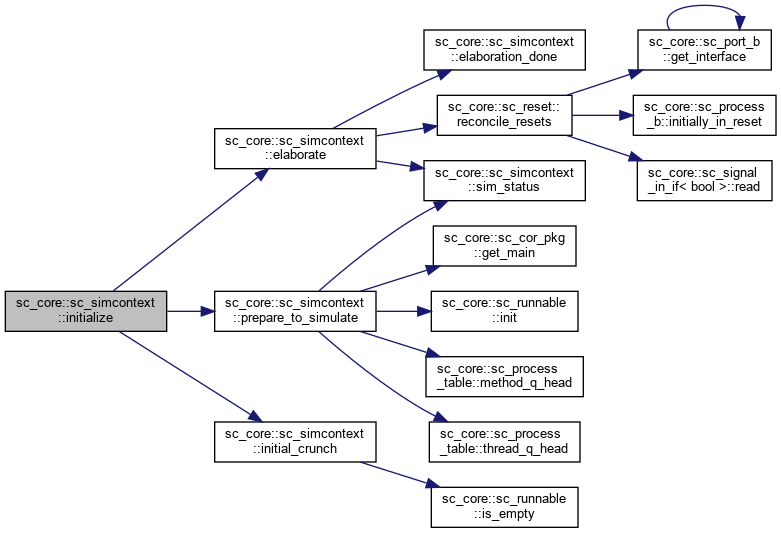 sc_core::sc_simcontext
::initialize
sc_core::sc_simcontext
::elaborate
sc_core::sc_simcontext
::elaboration_done
sc_core::sc_reset::
reconcile_resets
sc_core::sc_port_b
::get_interface
sc_core::sc_process
_b::initially_in_reset
sc_core::sc_signal
_in_if< bool >::read
sc_core::sc_simcontext
::sim_status
sc_core::sc_simcontext
::prepare_to_simulate
sc_core::sc_cor_pkg
::get_main
sc_core::sc_runnable
::init
sc_core::sc_process
_table::method_q_head
sc_core::sc_process
_table::thread_q_head
sc_core::sc_simcontext
::initial_crunch
sc_core::sc_runnable
::is_empty